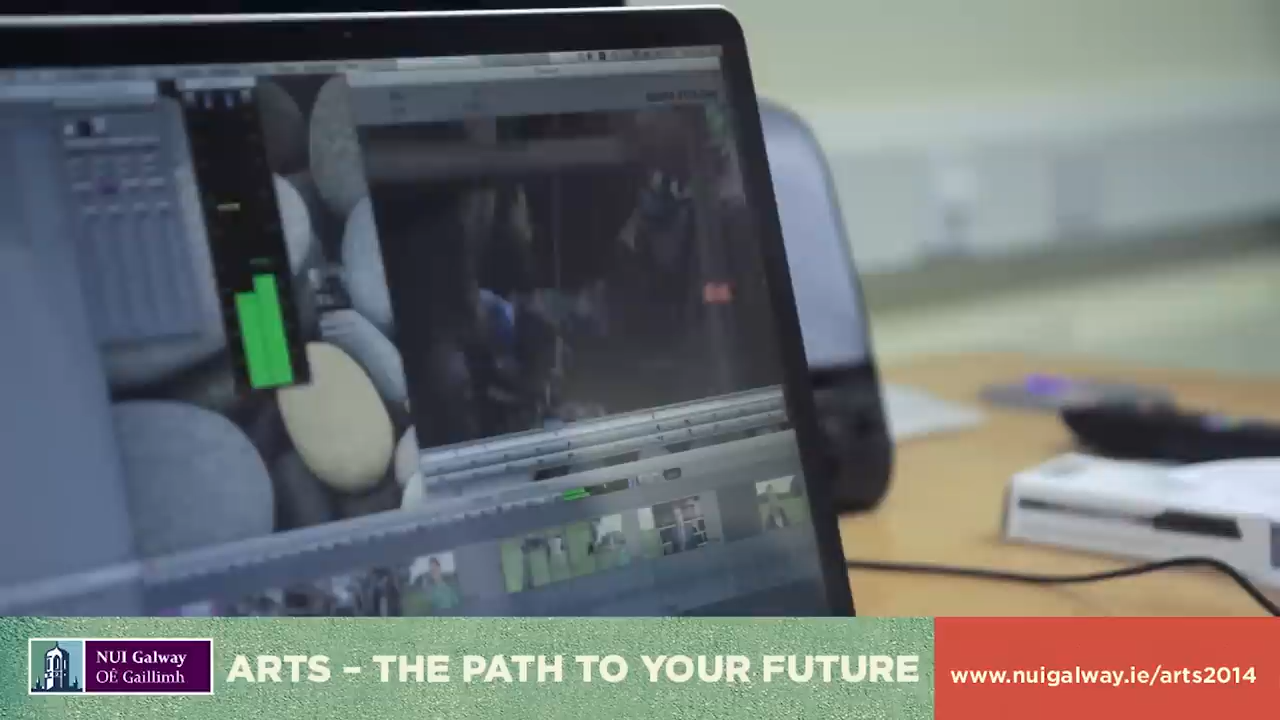 NUI Galway
OÉ Gaillimh
ARTS – THE PATH TO YOUR FUTURE
www.nuigalway.ie/arts2014